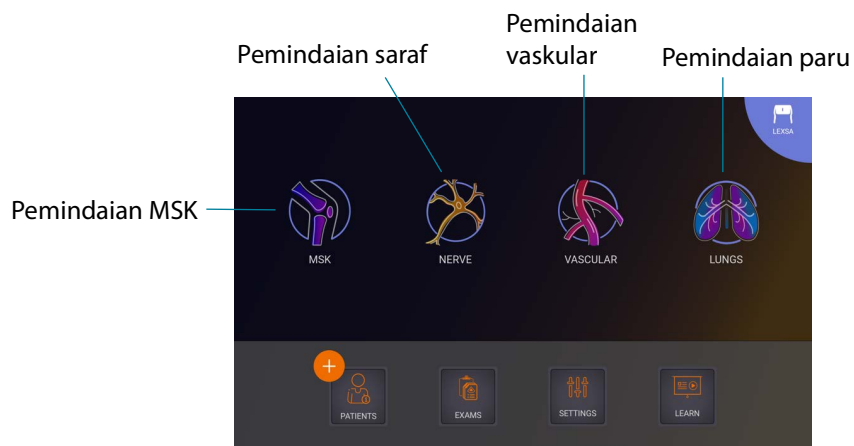 Pemindaian
vaskular
Pemindaian saraf
Pemindaian paru
LEXSA
Pemindaian MSK
MSK
NERVE
VASCULAR
LUNGS
PATIENTS
EXAMS
SETTINGS
LEARN